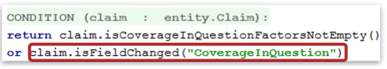 CONDITION (claim : entity.Claim):
return claim.isCoverageInQuestionFactorsNotEmpty()
or claim.isFieldChanged("CoverageInQuestion")